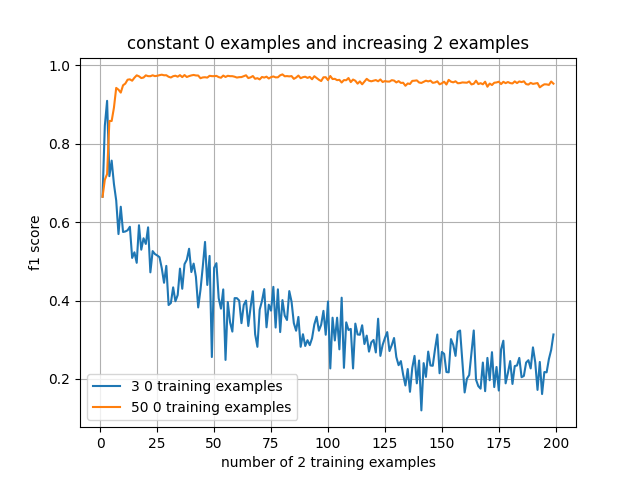 constant 0 examples and increasing 2 examples
f1 score
1.0
0.8
0.6
0.4
0.2
3 0 training examples
50 0 training examples
0 25 50 75 100 125 150 175 200
number of 2 training examples